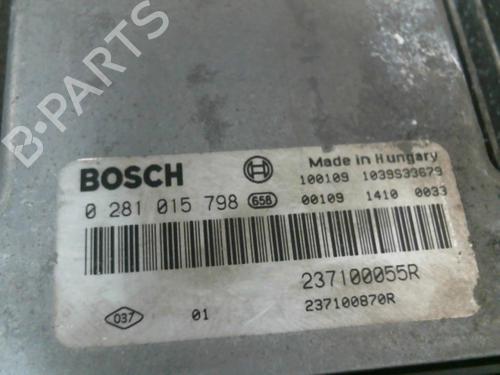 B-PARTS
BOSCH
Made in Hungary
100109 1039S33679
0 281 015 798 658
00109 1410 0033
237100055R
037 01 237100870R